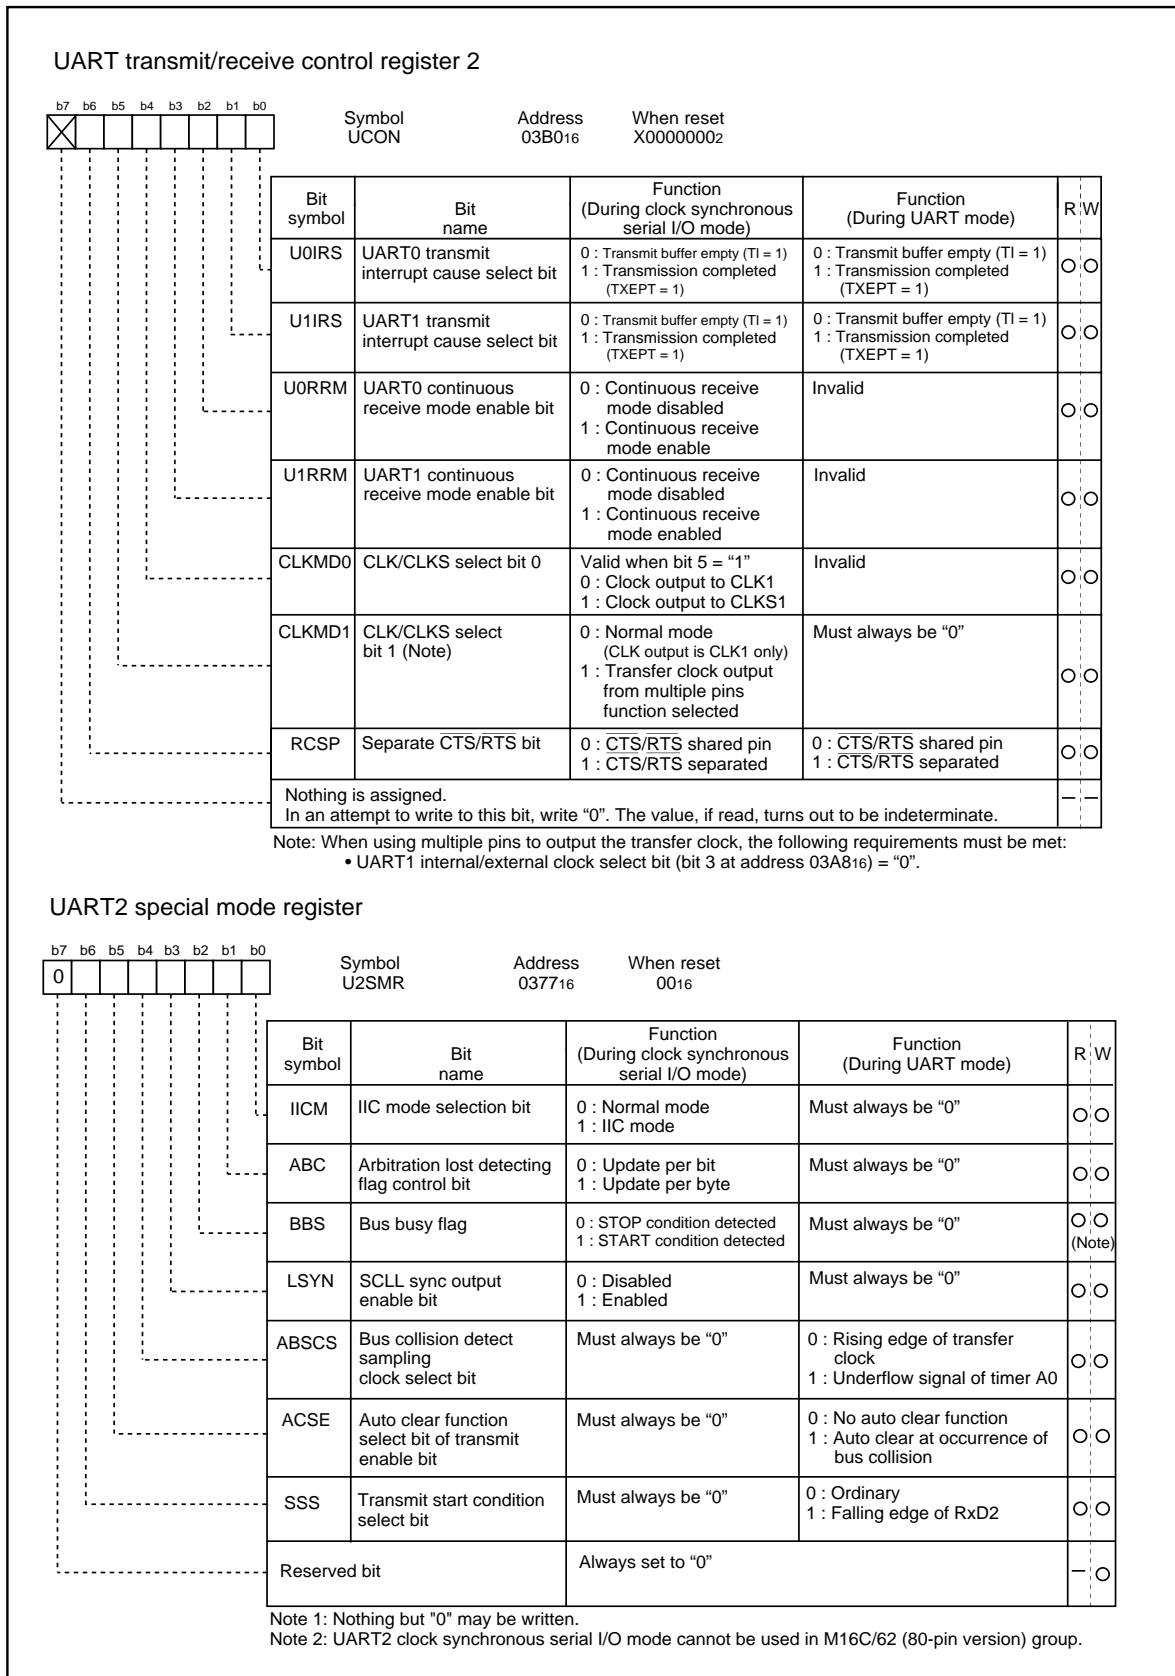 UART transmit/receive control register 2
b7 b6 b5 b4 b3 b2 b1 b0
Symbol Address When reset
UCON 03B016 X00000002
Bit symbol Bit name Function (During clock synchronous serial I/O mode) Function (During UART mode) R W
U0IRS UART0 transmit interrupt cause select bit
0 : Transmit buffer empty (TI = 1)
1 : Transmission completed
(TXEPT = 1)
0 : Transmit buffer empty (TI = 1)
1 : Transmission completed
(TXEPT = 1)
U1IRS UART1 transmit interrupt cause select bit
0 : Transmit buffer empty (TI = 1)
1 : Transmission completed
(TXEPT = 1)
0 : Transmit buffer empty (TI = 1)
1 : Transmission completed
(TXEPT = 1)
U0RRM UART0 continuous receive mode enable bit
0 : Continuous receive
mode disabled
1 : Continuous receive
mode enable
Invalid
U1RRM UART1 continuous receive mode enable bit
0 : Continuous receive
mode disabled
1 : Continuous receive
mode enabled
Invalid
CLKMD0 CLK/CLKS select bit 0
Valid when bit 5 = “1”
0 : Clock output to CLK1
1 : Clock output to CLKS1
Invalid
CLKMD1 CLK/CLKS select bit 1 (Note)
0 : Normal mode
(CLK output is CLK1 only)
1 : Transfer clock output
from multiple pins
function selected
Must always be “0”
RCSP Separate CTS/RTS bit
0 : CTS/RTS shared pin
1 : CTS/RTS separated
0 : CTS/RTS shared pin
1 : CTS/RTS separated
Nothing is assigned.
In an attempt to write to this bit, write “0”. The value, if read, turns out to be indeterminate.
– –
Note: When using multiple pins to output the transfer clock, the following requirements must be met:
• UART1 internal/external clock select bit (bit 3 at address 03A816) = “0”.
UART2 special mode register
b7 b6 b5 b4 b3 b2 b1 b0
0
Symbol Address When reset
U2SMR 037716 0016
Bit symbol Bit name Function (During clock synchronous serial I/O mode) Function (During UART mode) R W
IICM IIC mode selection bit
0 : Normal mode
1 : IIC mode
Must always be “0”
ABC Arbitration lost detecting flag control bit
0 : Update per bit
1 : Update per byte
Must always be “0”
BBS Bus busy flag
0 : STOP condition detected
1 : START condition detected
Must always be “0”
(Note)
LSYN SCLL sync output enable bit
0 : Disabled
1 : Enabled
Must always be “0”
ABSCS Bus collision detect sampling clock select bit
Must always be “0”
0 : Rising edge of transfer
clock
1 : Underflow signal of timer A0
ACSE Auto clear function select bit of transmit enable bit
Must always be “0”
0 : No auto clear function
1 : Auto clear at occurrence of
bus collision
SSS Transmit start condition select bit
Must always be “0”
0 : Ordinary
1 : Falling edge of RxD2
Reserved bit Always set to “0” –
Note 1: Nothing but "0" may be written.
Note 2: UART2 clock synchronous serial I/O mode cannot be used in M16C/62 (80-pin version) group.